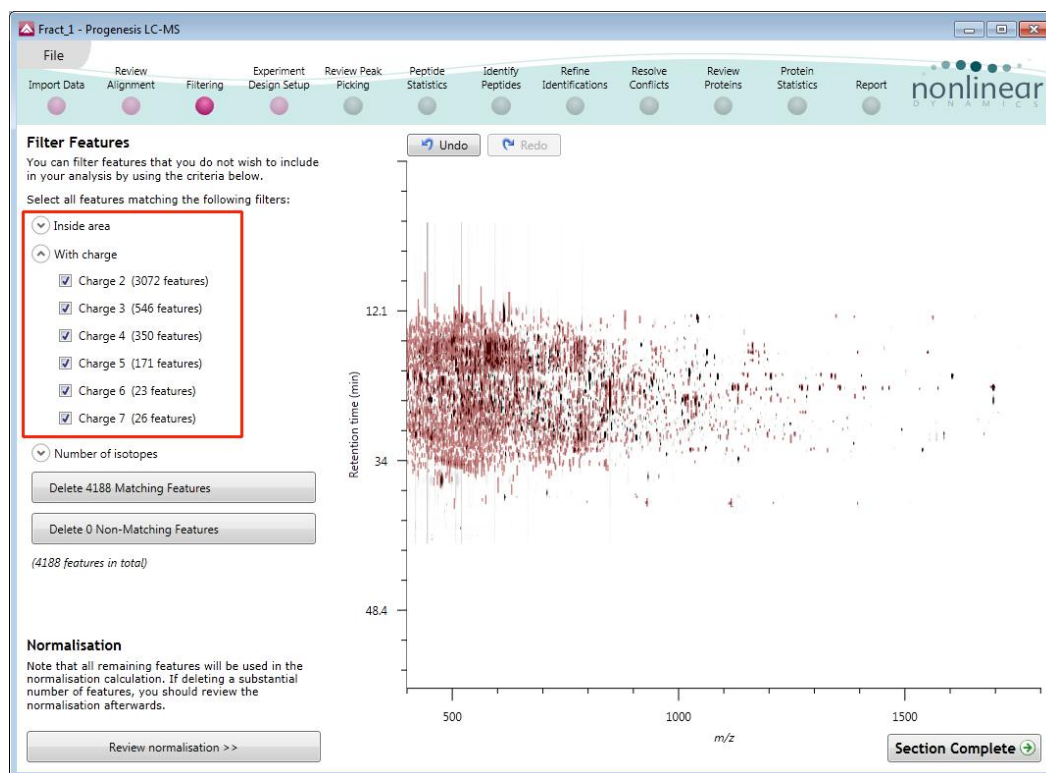 Fract_1 - Progenesis LC-MS
File
Import Data
Review
Alignment
Filtering
Experiment
Design Setup
Review Peak
Picking
Peptide
Statistics
Identify
Peptides
Refine
Identifications
Resolve
Conflicts
Review
Proteins
Protein
Statistics
Report
nonlinear
DYNAMICS
Filter Features
You can filter features that you do not wish to include
in your analysis by using the criteria below.
Select all features matching the following filters:
Inside area
With charge
Charge 2 (3072 features)
Charge 3 (546 features)
Charge 4 (350 features)
Charge 5 (171 features)
Charge 6 (23 features)
Charge 7 (26 features)
Number of isotopes
Delete 4188 Matching Features
Delete 0 Non-Matching Features
(4188 features in total)
Normalisation
Note that all remaining features will be used in the
normalisation calculation. If deleting a substantial
number of features, you should review the
normalisation afterwards.
Review normalisation >>
Undo
Redo
Retention time (min)
12.1
34
48.4
500
1000
1500
m/z
Section Complete